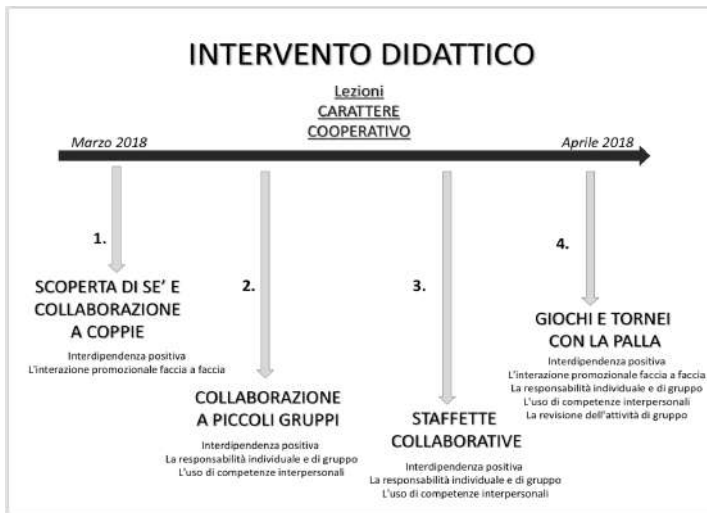 INTERVENTO DIDATTICO
Lezioni
CARATTERE
COOPERATIVO
Marzo 2018
Aprile 2018
1.
SCOPERTA DI SE' E
COLLABORAZIONE
A COPPIE
Interdipendenza positiva
L'interazione promozionale faccia a faccia
2.
COLLABORAZIONE
A PICCOLI GRUPPI
Interdipendenza positiva
La responsabilità individuale e di gruppo
L'uso di competenze interpersonali
3.
STAFFETTE
COLLABORATIVE
Interdipendenza positiva
La responsabilità individuale e di gruppo
L'uso di competenze interpersonali
4.
GIOCHI E TORNEI
CON LA PALLA
Interdipendenza positiva
L'interazione promozionale faccia a faccia
La responsabilità individuale e di gruppo
L'uso di competenze interpersonali
La revisione dell'attività di gruppo